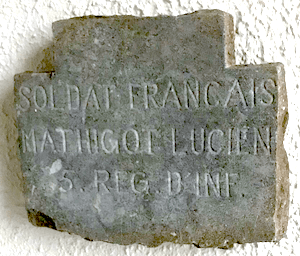 SOLDAT FRANCAIS
MATHIGOT LUCIEN
5. REG. D'INF.